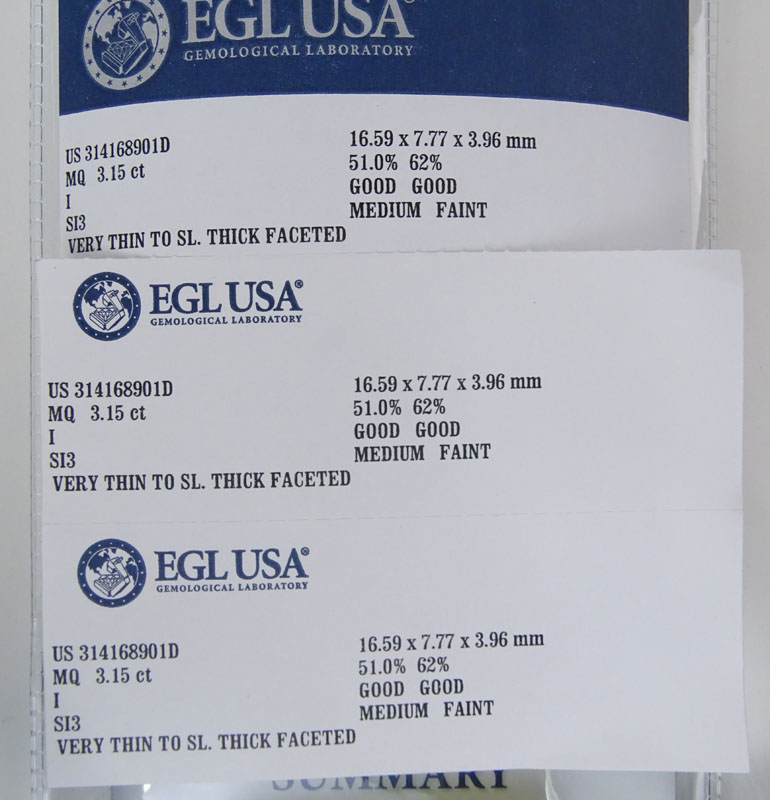 EGL USA
GEMOLOGICAL LABORATORY
US 314168901D 16.59 x 7.77 x 3.96 mm
MQ 3.15 ct 51.0% 62%
I GOOD GOOD
SI3 MEDIUM FAINT
VERY THIN TO SL. THICK FACETED
EGL USA®
GEMOLOGICAL LABORATORY
US 314168901D 16.59 x 7.77 x 3.96 mm
MQ 3.15 ct 51.0% 62%
I GOOD GOOD
SI3 MEDIUM FAINT
VERY THIN TO SL. THICK FACETED
EGL USA®
GEMOLOGICAL LABORATORY
US 314168901D 16.59 x 7.77 x 3.96 mm
MQ 3.15 ct 51.0% 62%
I GOOD GOOD
SI3 MEDIUM FAINT
VERY THIN TO SL. THICK FACETED
SUMMARY